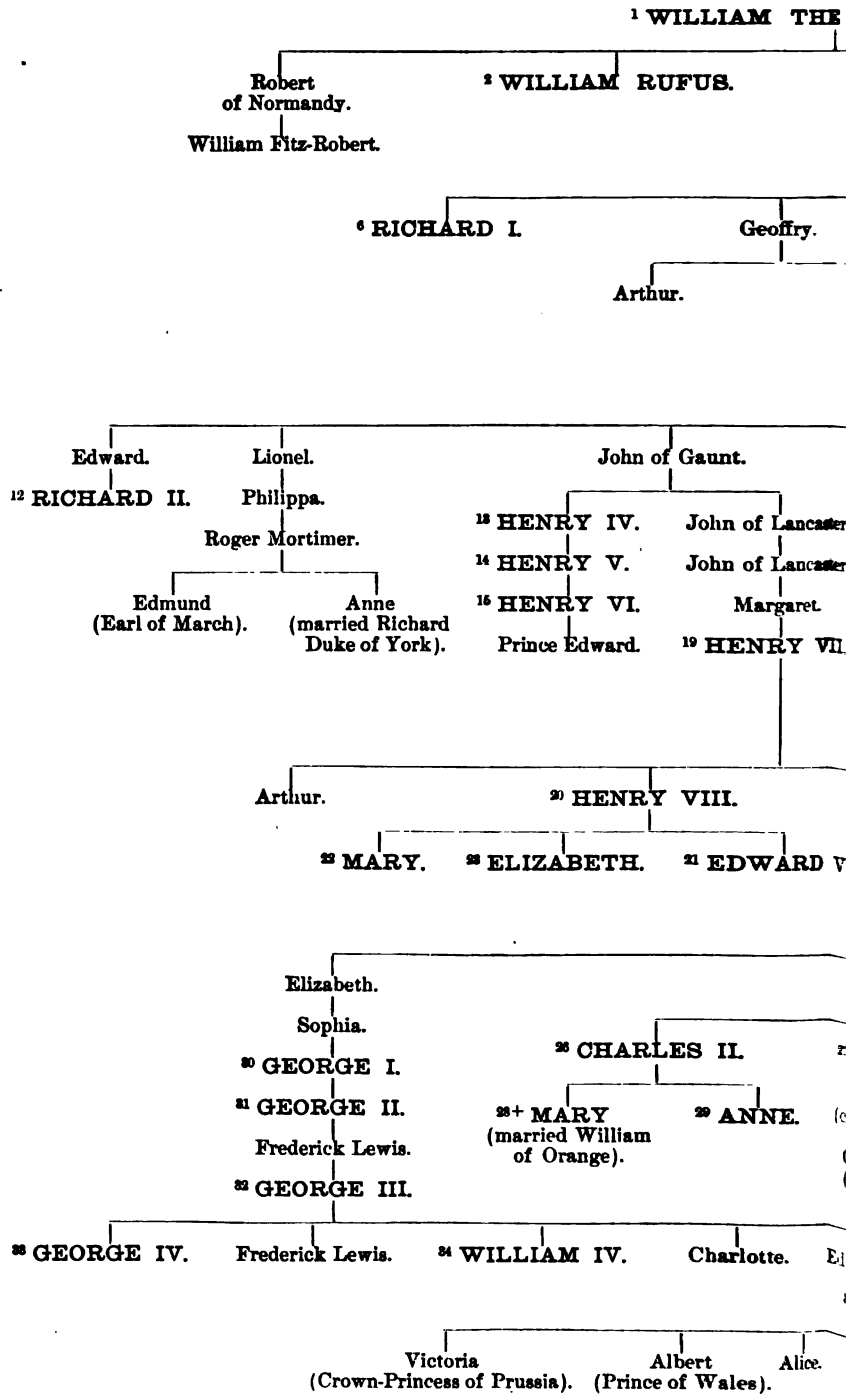 1 WILLIAM THE
Robert
of Normandy.
2 WILLIAM RUFUS.
William Fitz-Robert.
6 RICHARD I.
Geoffry.
Arthur.
Edward.
Lionel.
John of Gaunt.
12 RICHARD II.
Philippa.
Roger Mortimer.
13 HENRY IV.
John of Lancaster
14 HENRY V.
John of Lancaster
Edmund
(Earl of March).
Anne
(married Richard
Duke of York).
15 HENRY VI.
Margaret.
Prince Edward.
19 HENRY VII.
Arthur.
20 HENRY VIII.
22 MARY.
23 ELIZABETH.
21 EDWARD V
Elizabeth.
Sophia.
30 GEORGE I.
26 CHARLES II.
31 GEORGE II.
28+ MARY
(married William
of Orange).
29 ANNE.
Frederick Lewis.
32 GEORGE III.
33 GEORGE IV.
Frederick Lewis.
34 WILLIAM IV.
Charlotte.
Victoria
(Crown-Princess of Prussia).
Albert
(Prince of Wales).
Alice.